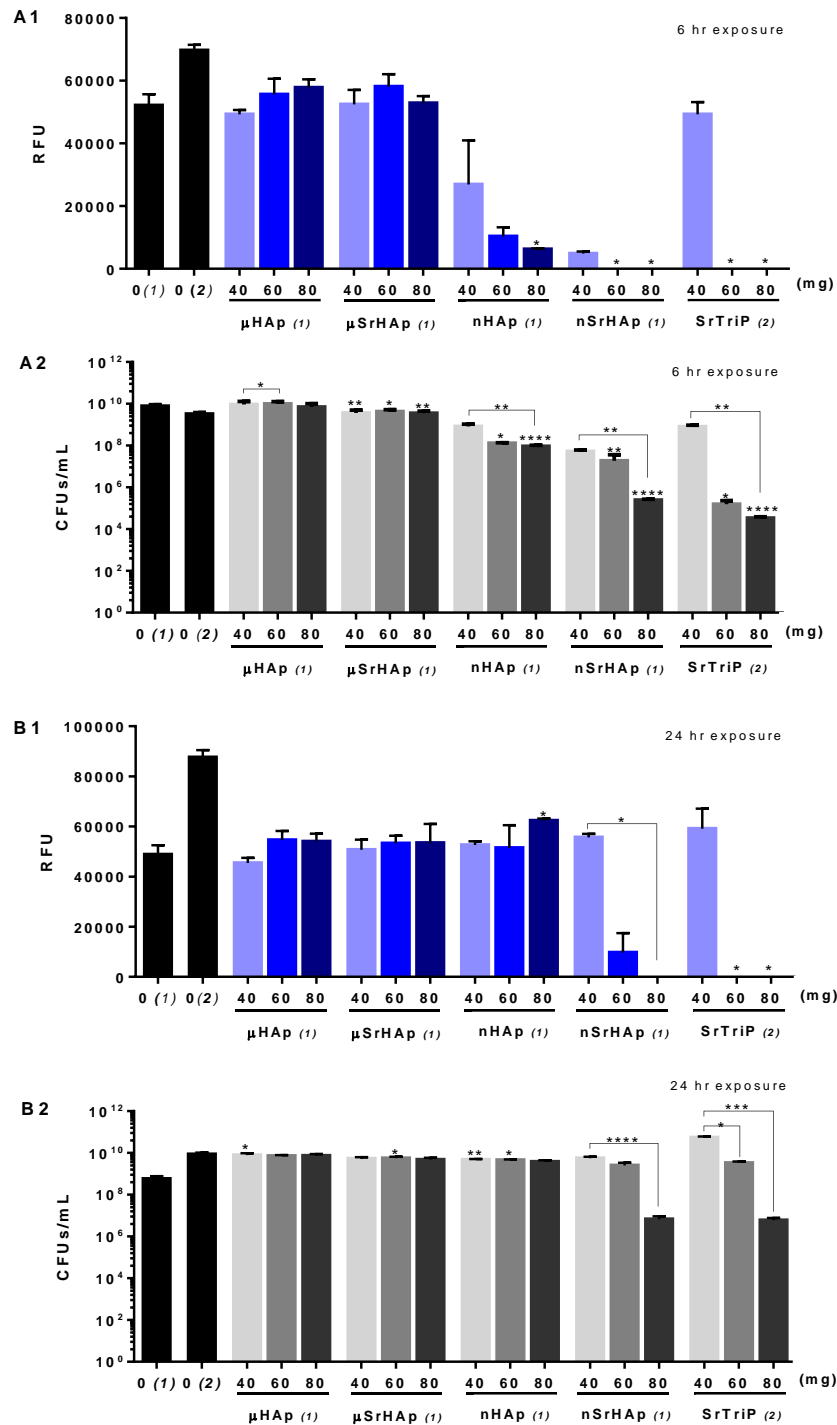 A1
6 hr exposure
80000
60000
40000
20000
0
RFU
*
* *
* *
0 (1) 0 (2) 40 60 80 40 60 80 40 60 80 40 60 80 40 60 80 (mg)
μHAp (1) μSrHAp (1) nHAp (1) nSrHAp (1) SrTriP (2)
A2
6 hr exposure
10^12
10^10
10^8
10^6
10^4
10^2
10^0
CFUs/mL
*
** * **
**
* ****
**
** ****
**
* ****
0 (1) 0 (2) 40 60 80 40 60 80 40 60 80 40 60 80 40 60 80 (mg)
μHAp (1) μSrHAp (1) nHAp (1) nSrHAp (1) SrTriP (2)
B1
24 hr exposure
100000
80000
60000
40000
20000
0
RFU
*
*
* *
0 (1) 0 (2) 40 60 80 40 60 80 40 60 80 40 60 80 40 60 80 (mg)
μHAp (1) μSrHAp (1) nHAp (1) nSrHAp (1) SrTriP (2)
B2
24 hr exposure
10^12
10^10
10^8
10^6
10^4
10^2
10^0
CFUs/mL
*
*
** *
****
***
*
0 (1) 0 (2) 40 60 80 40 60 80 40 60 80 40 60 80 40 60 80 (mg)
μHAp (1) μSrHAp (1) nHAp (1) nSrHAp (1) SrTriP (2)